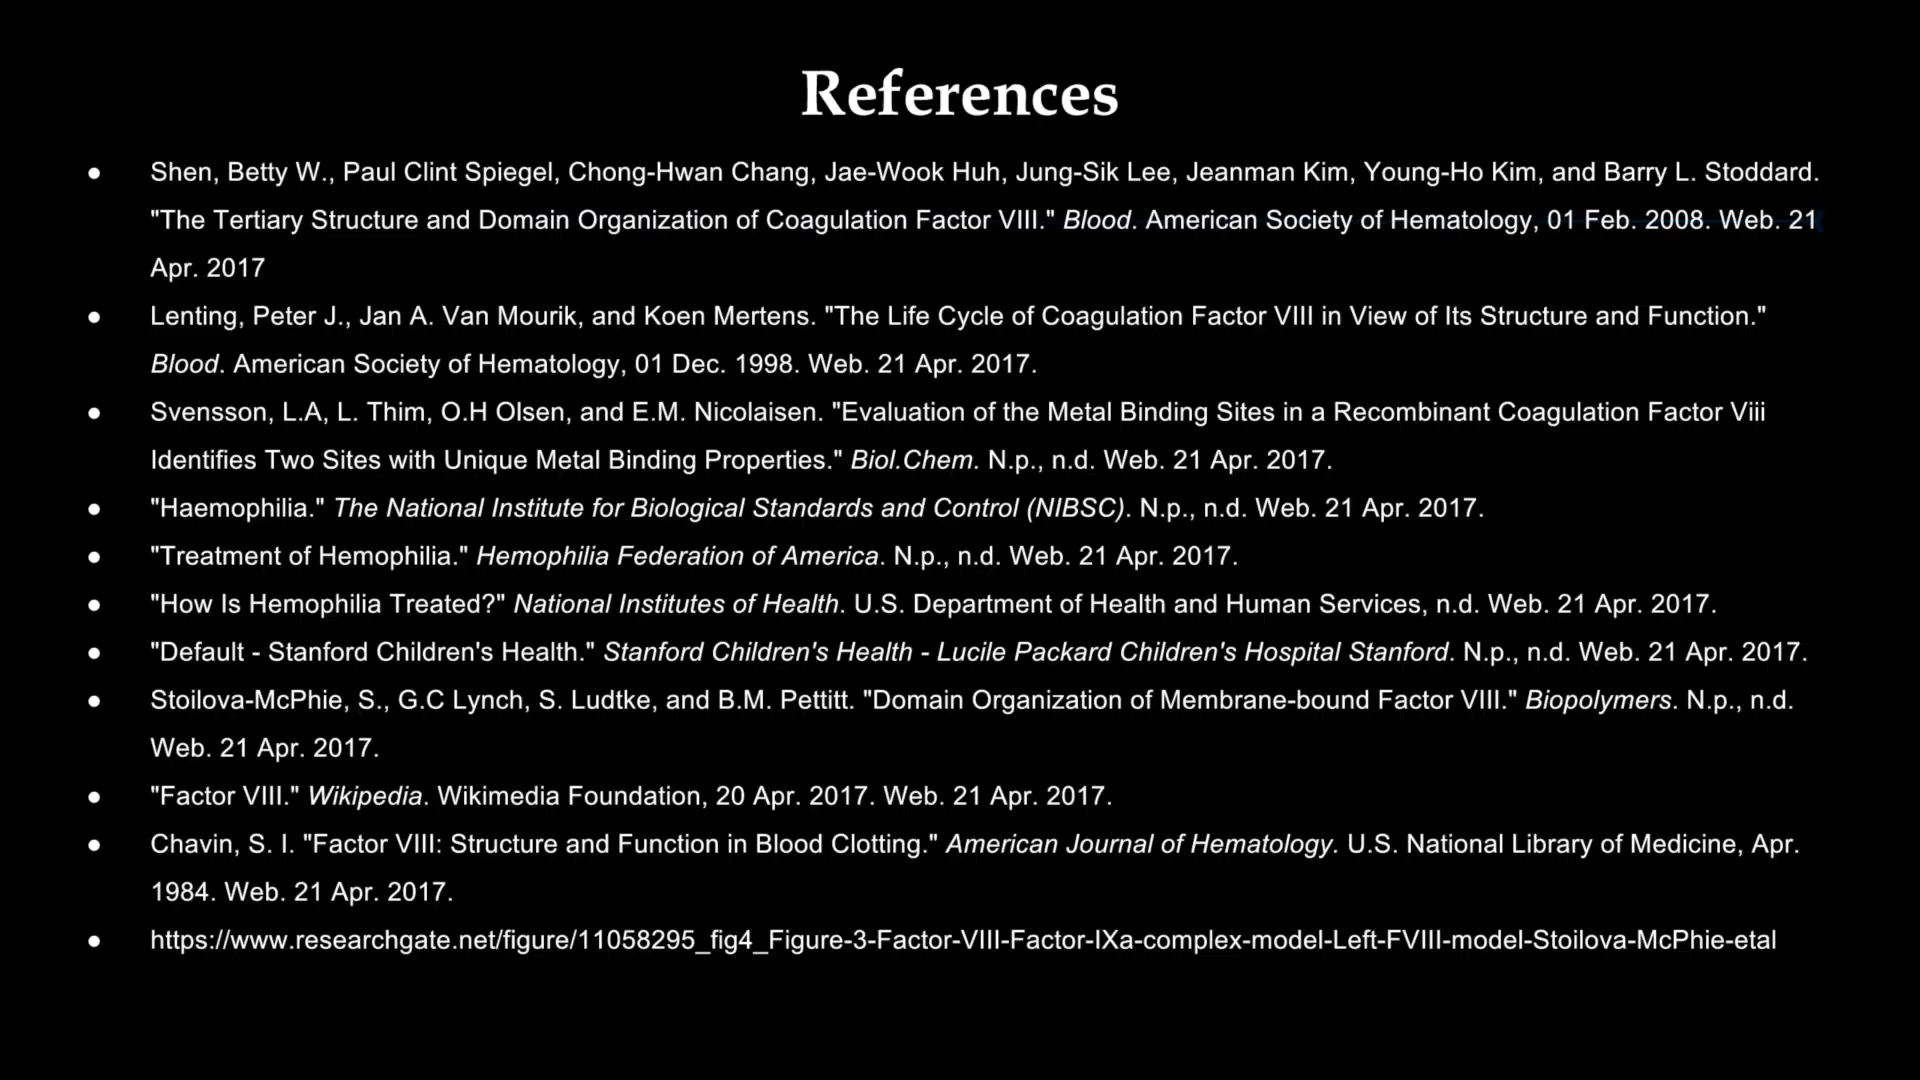 References
● Shen, Betty W., Paul Clint Spiegel, Chong-Hwan Chang, Jae-Wook Huh, Jung-Sik Lee, Jeanman Kim, Young-Ho Kim, and Barry L. Stoddard.
"The Tertiary Structure and Domain Organization of Coagulation Factor VIII." Blood. American Society of Hematology, 01 Feb. 2008. Web. 21
Apr. 2017
● Lenting, Peter J., Jan A. Van Mourik, and Koen Mertens. "The Life Cycle of Coagulation Factor VIII in View of Its Structure and Function."
Blood. American Society of Hematology, 01 Dec. 1998. Web. 21 Apr. 2017.
● Svensson, L.A, L. Thim, O.H Olsen, and E.M. Nicolaisen. "Evaluation of the Metal Binding Sites in a Recombinant Coagulation Factor Viii
Identifies Two Sites with Unique Metal Binding Properties." Biol.Chem. N.p., n.d. Web. 21 Apr. 2017.
● "Haemophilia." The National Institute for Biological Standards and Control (NIBSC). N.p., n.d. Web. 21 Apr. 2017.
● "Treatment of Hemophilia." Hemophilia Federation of America. N.p., n.d. Web. 21 Apr. 2017.
● "How Is Hemophilia Treated?" National Institutes of Health. U.S. Department of Health and Human Services, n.d. Web. 21 Apr. 2017.
● "Default - Stanford Children's Health." Stanford Children's Health - Lucile Packard Children's Hospital Stanford. N.p., n.d. Web. 21 Apr. 2017.
● Stoilova-McPhie, S., G.C Lynch, S. Ludtke, and B.M. Pettitt. "Domain Organization of Membrane-bound Factor VIII." Biopolymers. N.p., n.d.
Web. 21 Apr. 2017.
● "Factor VIII." Wikipedia. Wikimedia Foundation, 20 Apr. 2017. Web. 21 Apr. 2017.
● Chavin, S. I. "Factor VIII: Structure and Function in Blood Clotting." American Journal of Hematology. U.S. National Library of Medicine, Apr.
1984. Web. 21 Apr. 2017.
● https://www.researchgate.net/figure/11058295_fig4_Figure-3-Factor-VIII-Factor-IXa-complex-model-Left-FVIII-model-Stoilova-McPhie-etal